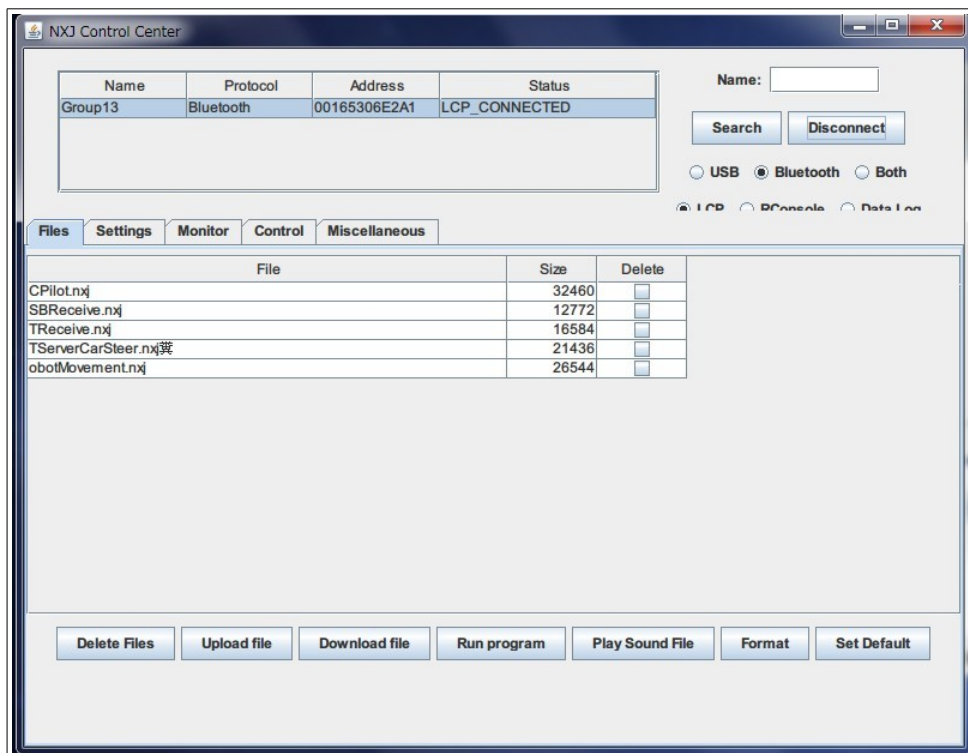 NXJ Control Center
Name Protocol Address Status
Group13 Bluetooth 00165306E2A1 LCP_CONNECTED
Name:
Search Disconnect
USB Bluetooth Both
LCP RConsole Data Log
Files Settings Monitor Control Miscellaneous
File Size Delete
CPilot.nxj 32460
SBReceive.nxj 12772
TReceive.nxj 16584
TServerCarSteer.nxj糞 21436
obotMovement.nxj 26544
Delete Files Upload file Download file Run program Play Sound File Format Set Default